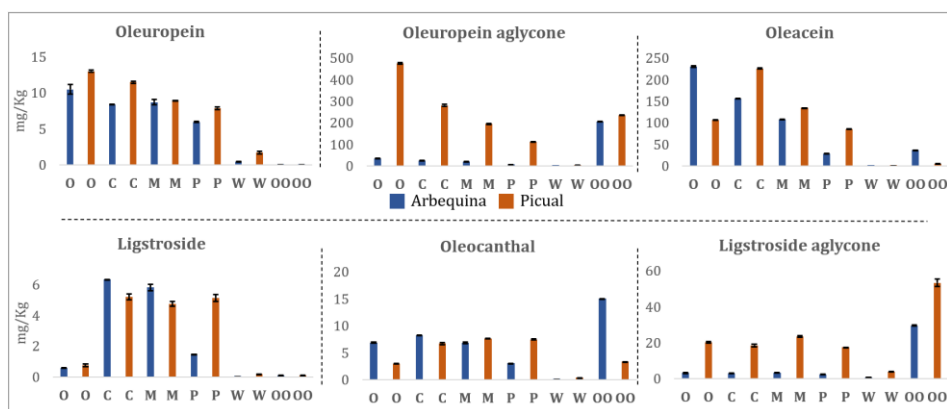 Oleuropein
15
10
5
0
mg/Kg
O O C C M M P P W W OO OO
Oleuropein aglycone
500
400
300
200
100
0
O O C C M M P P W W OO OO
Oleacein
250
200
150
100
50
0
O O C C M M P P W W OO OO
Arbequina Picual
Ligstroside
6
4
2
0
mg/Kg
O O C C M M P P W W OO OO
Oleocanthal
20
15
10
5
0
O O C C M M P P W W OO OO
Ligstroside aglycone
60
40
20
0
O O C C M M P P W W OO OO